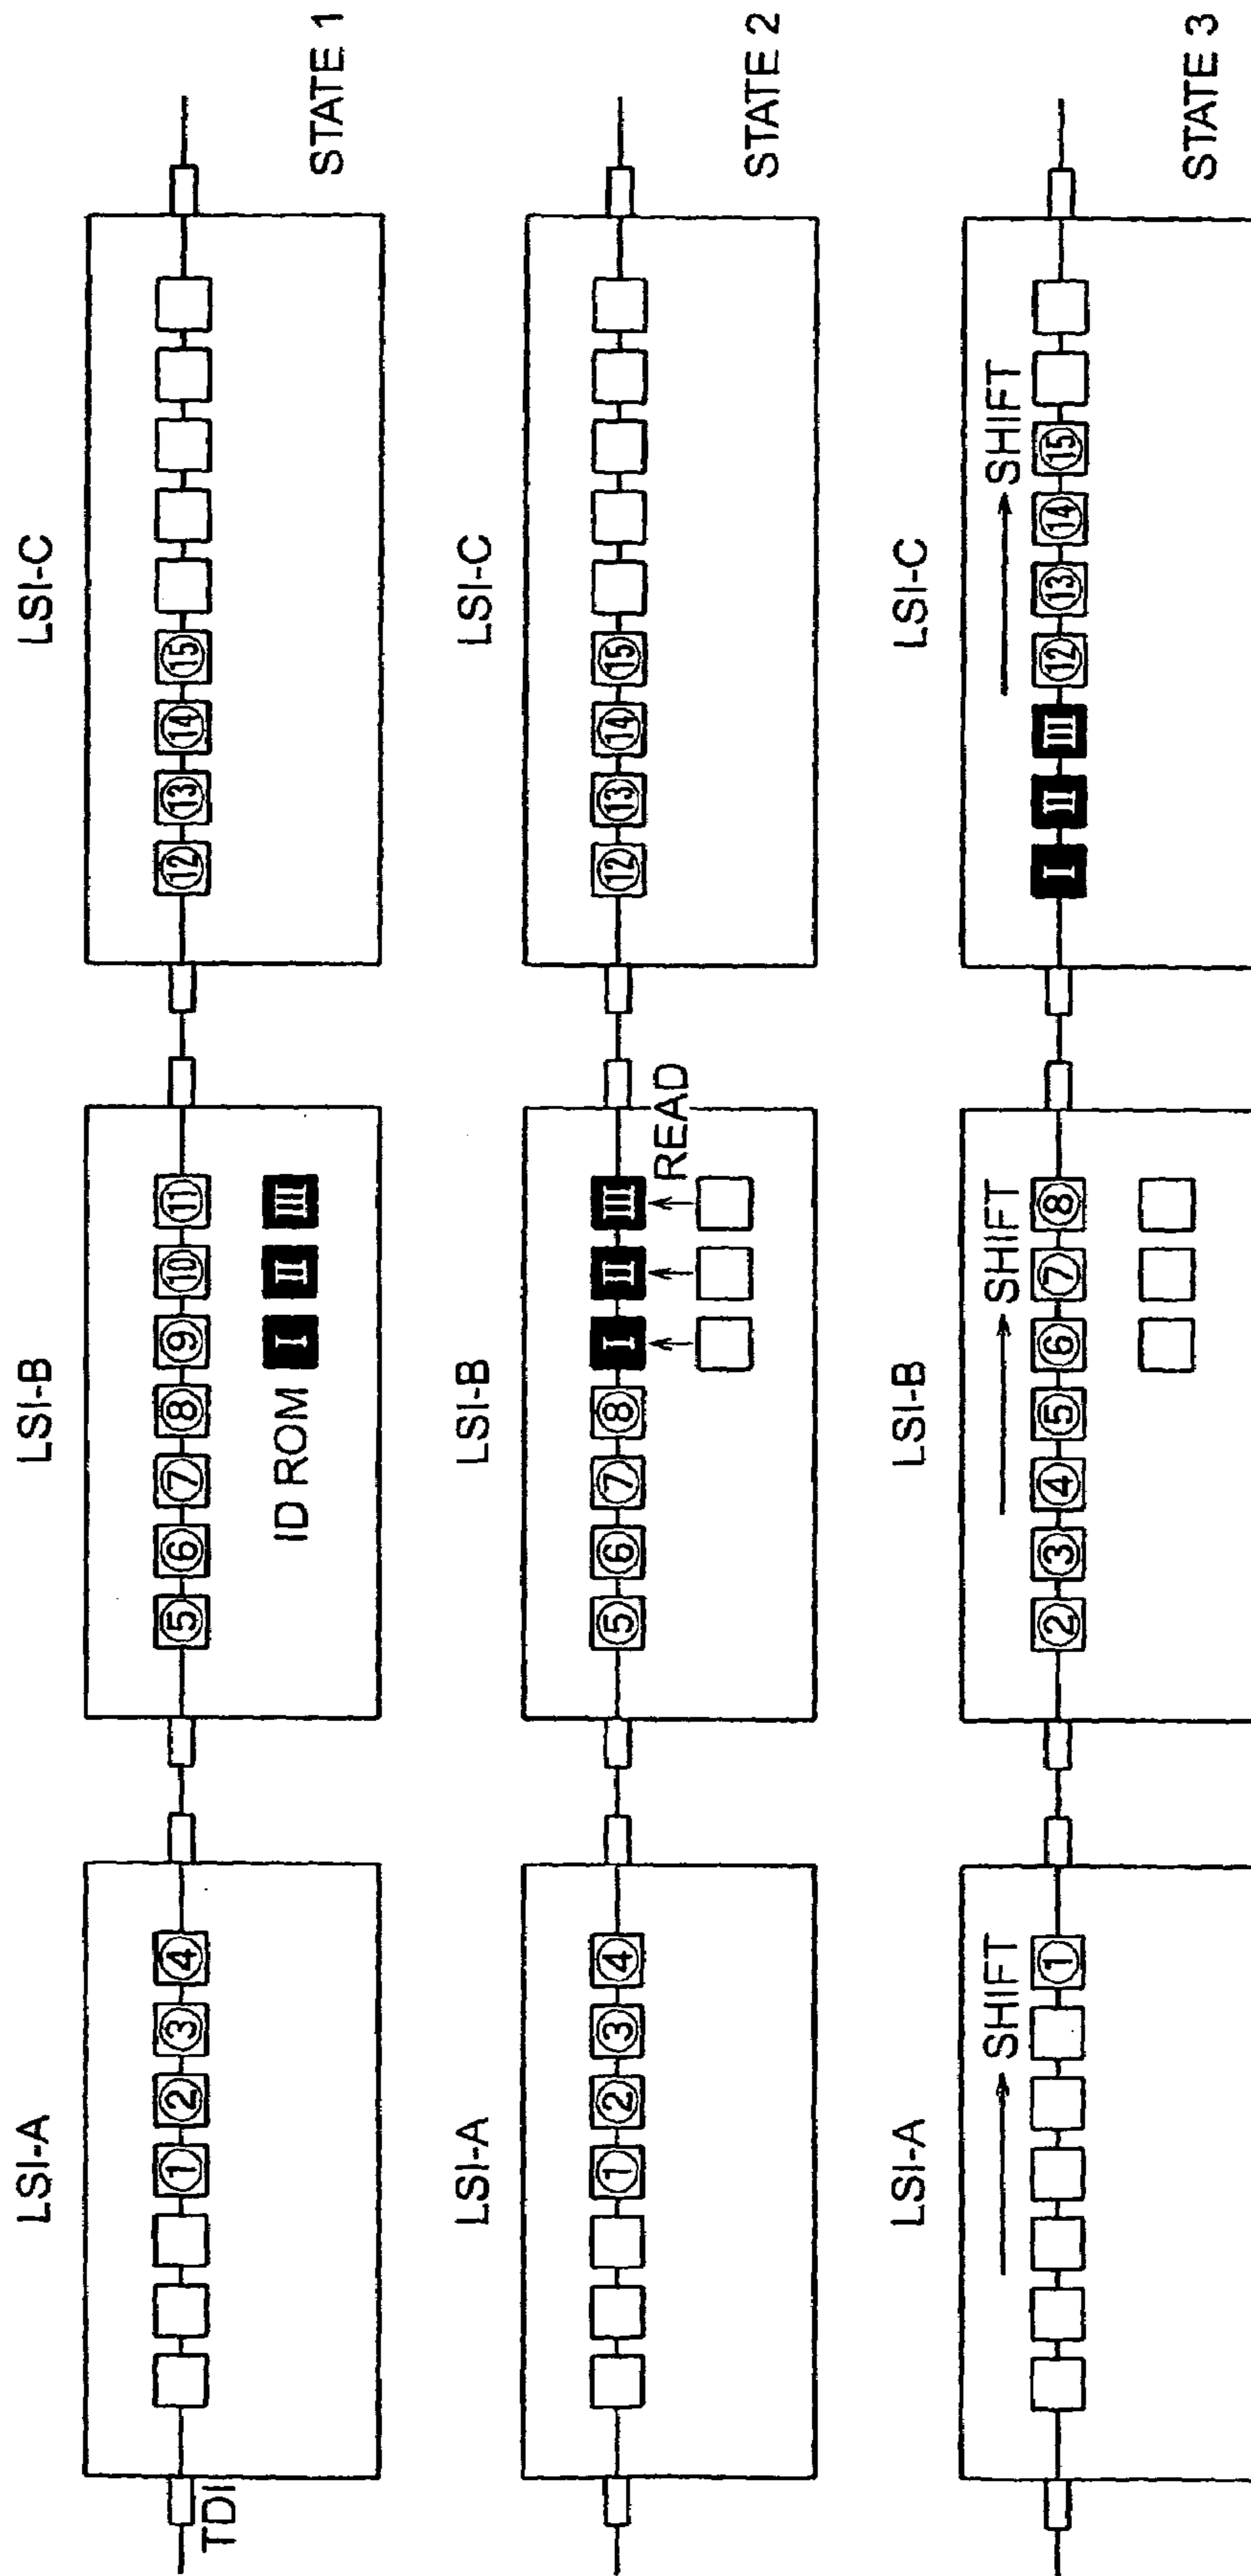 LSI-A
LSI-B
LSI-C
① ② ③ ④
⑤ ⑥ ⑦ ⑧ ⑨ ⑩ ⑪
⑫ ⑬ ⑭ ⑮
TDI
ID ROM
I II III
STATE 1
LSI-A
LSI-B
LSI-C
① ② ③ ④
⑤ ⑥ ⑦ ⑧ I II III
⑫ ⑬ ⑭ ⑮
READ
STATE 2
LSI-A
LSI-B
LSI-C
SHIFT
SHIFT
SHIFT
①
② ③ ④ ⑤ ⑥ ⑦ ⑧
I II III ⑫ ⑬ ⑭ ⑮
STATE 3